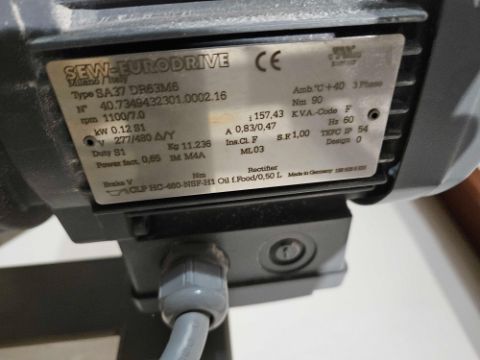 SEW-EURODRIVE CE
Milano / Italy
Type SA37 DR63M6 Amb.°C +40 3 Phase
N° 40.7349432301.0002.16 Nm 90
rpm 1100/7.0 i 157,43 K.V.A.-Code F
kW 0.12 S1 A 0,83/0,47 Hz 60
V 277/480 Δ/Y Ins.Cl. F S.F. 1,00 TKPC IP 54
Duty S1 Kg 11.236 ML03 Design 0
Power fact. 0,65 IM M4A
Brake V Nm Rectifier
CLP HC-460-NSF-H1 Oil f.Food/0,50 L Made in Germany